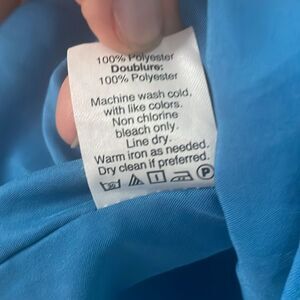 100% Polyester
Doublure:
100% Polyester
Machine wash cold,
with like colors.
Non chlorine
bleach only.
Line dry.
Warm iron as needed.
Dry clean if preferred.
P